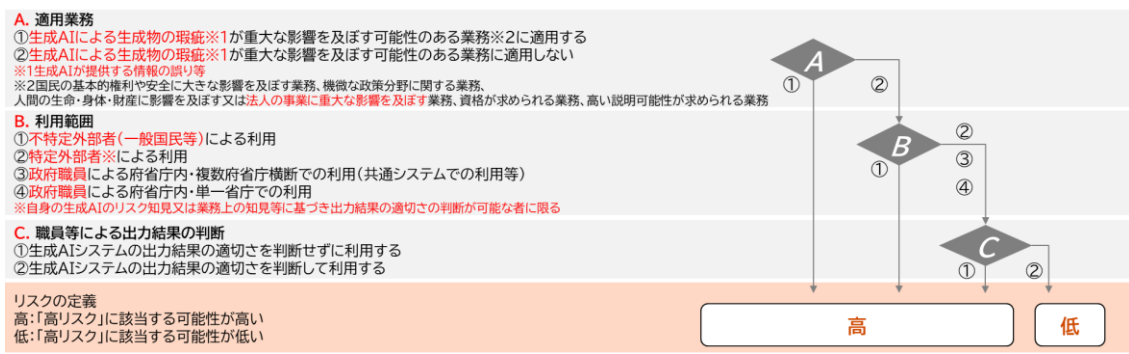 A. 適用業務
①生成AIによる生成物の瑕疵※1が重大な影響を及ぼす可能性のある業務※2に適用する
②生成AIによる生成物の瑕疵※1が重大な影響を及ぼす可能性のある業務に適用しない
※1生成AIが提供する情報の誤り等
※2国民の基本的権利や安全に大きな影響を及ぼす業務、機微な政策分野に関する業務、
人間の生命・身体・財産に影響を及ぼす又は法人の事業に重大な影響を及ぼす業務、資格が求められる業務、高い説明可能性が求められる業務
A
①
②
B. 利用範囲
①不特定外部者(一般国民等)による利用
②特定外部者※による利用
③政府職員による府省庁内・複数府省庁横断での利用(共通システムでの利用等)
④政府職員による府省庁内・単一省庁での利用
※自身の生成AIのリスク知見又は業務上の知見等に基づき出力結果の適切さの判断が可能な者に限る
B
①
②
③
④
C. 職員等による出力結果の判断
①生成AIシステムの出力結果の適切さを判断せずに利用する
②生成AIシステムの出力結果の適切さを判断して利用する
C
①
②
リスクの定義
高:「高リスク」に該当する可能性が高い
低:「高リスク」に該当する可能性が低い
高
低